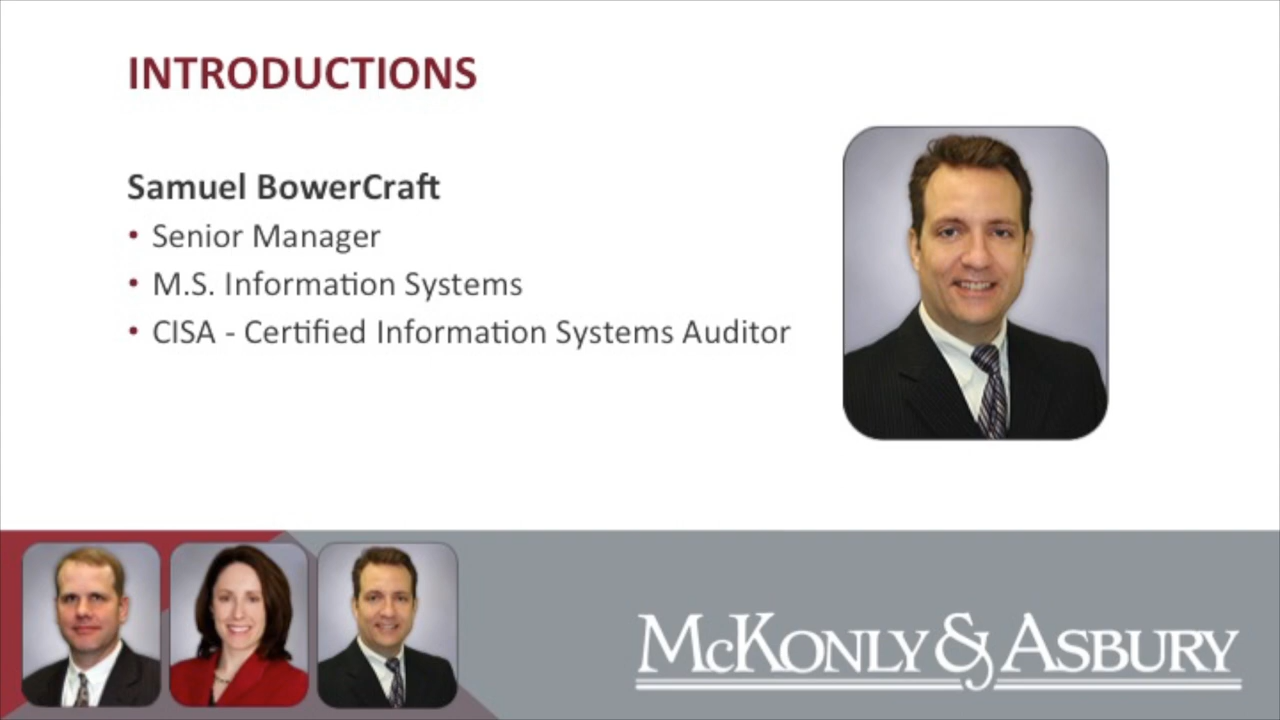 INTRODUCTIONS
Samuel BowerCraft
• Senior Manager
• M.S. Information Systems
• CISA - Certified Information Systems Auditor
McKonly & Asbury